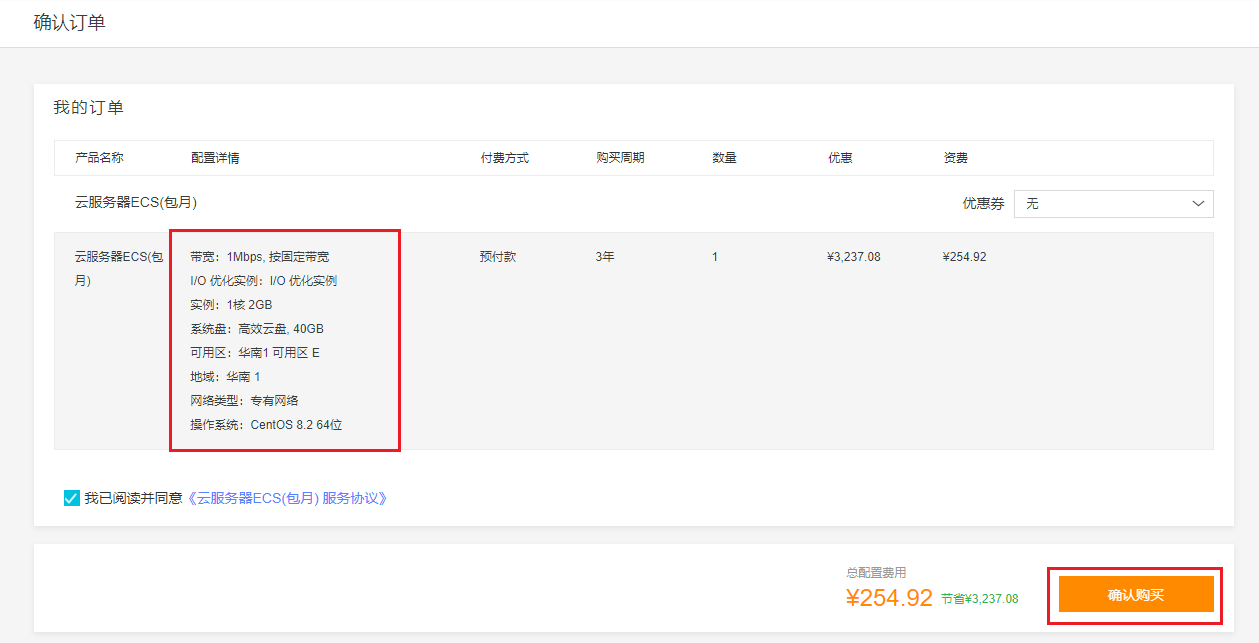 确认订单
我的订单
产品名称 配置详情 付费方式 购买周期 数量 优惠 资费
云服务器ECS(包月) 优惠券 无
云服务器ECS(包 带宽：1Mbps, 按固定带宽 预付款 3年 1 ¥3,237.08 ¥254.92
月) I/O 优化实例：I/O 优化实例
实例：1核 2GB
系统盘：高效云盘, 40GB
可用区：华南1 可用区 E
地域：华南 1
网络类型：专有网络
操作系统：CentOS 8.2 64位
我已阅读并同意《云服务器ECS(包月) 服务协议》
总配置费用
¥254.92 节省¥3,237.08 确认购买